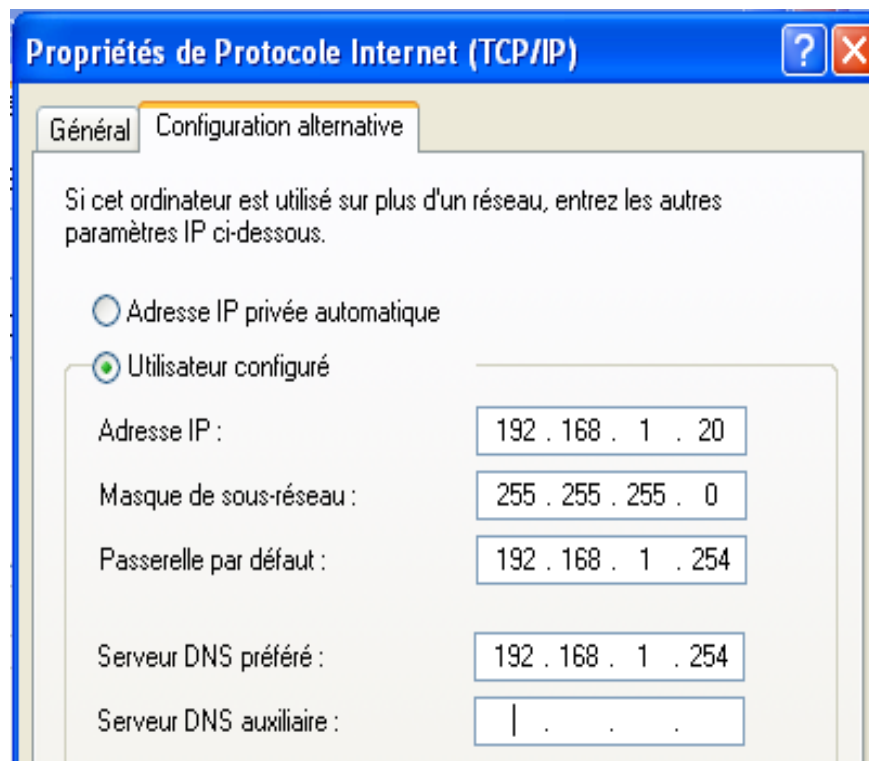 Propriétés de Protocole Internet (TCP/IP)
?
Général
Configuration alternative
Si cet ordinateur est utilisé sur plus d'un réseau, entrez les autres
paramètres IP ci-dessous.
Adresse IP privée automatique
Utilisateur configuré
Adresse IP : 192 . 168 . 1 . 20
Masque de sous-réseau : 255 . 255 . 255 . 0
Passerelle par défaut : 192 . 168 . 1 . 254
Serveur DNS préféré : 192 . 168 . 1 . 254
Serveur DNS auxiliaire : . . .